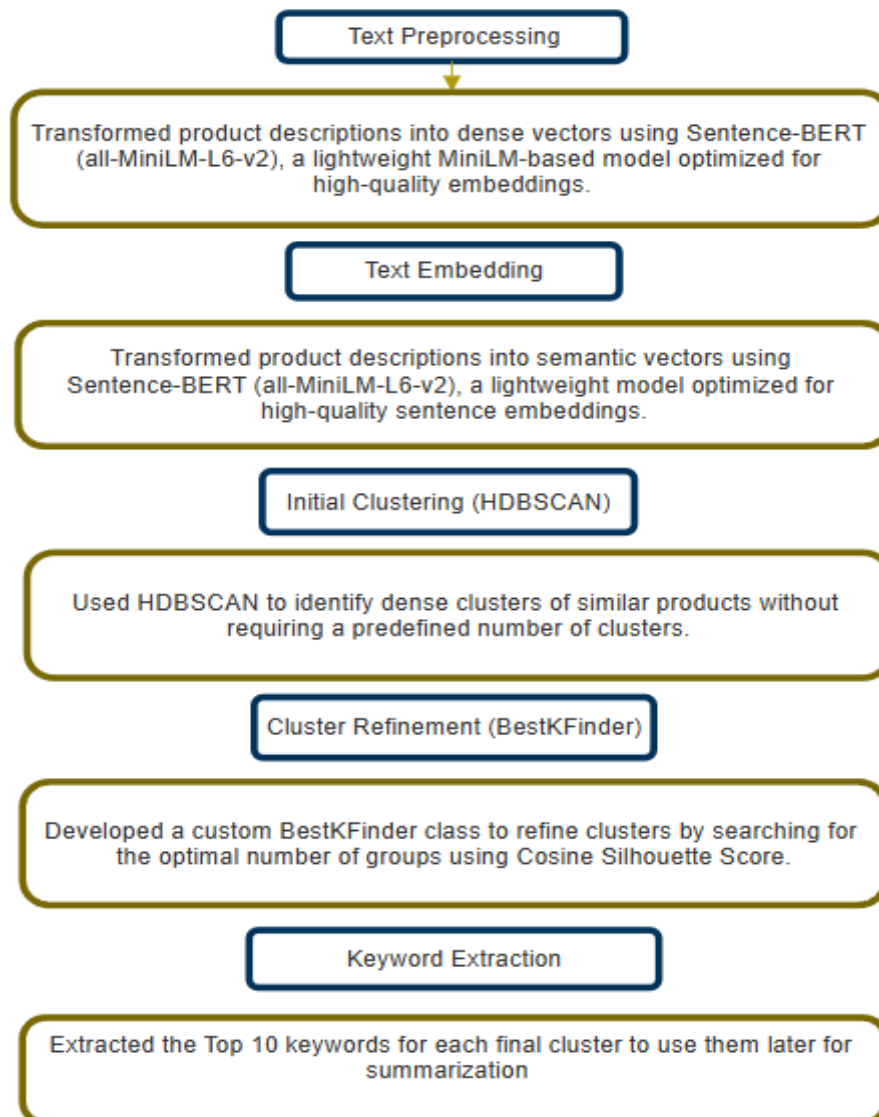 Text Preprocessing
Transformed product descriptions into dense vectors using Sentence-BERT
(all-MiniLM-L6-v2), a lightweight MiniLM-based model optimized for
high-quality embeddings.
Text Embedding
Transformed product descriptions into semantic vectors using
Sentence-BERT (all-MiniLM-L6-v2), a lightweight model optimized for
high-quality sentence embeddings.
Initial Clustering (HDBSCAN)
Used HDBSCAN to identify dense clusters of similar products without
requiring a predefined number of clusters.
Cluster Refinement (BestKFinder)
Developed a custom BestKFinder class to refine clusters by searching for
the optimal number of groups using Cosine Silhouette Score.
Keyword Extraction
Extracted the Top 10 keywords for each final cluster to use them later for
summarization